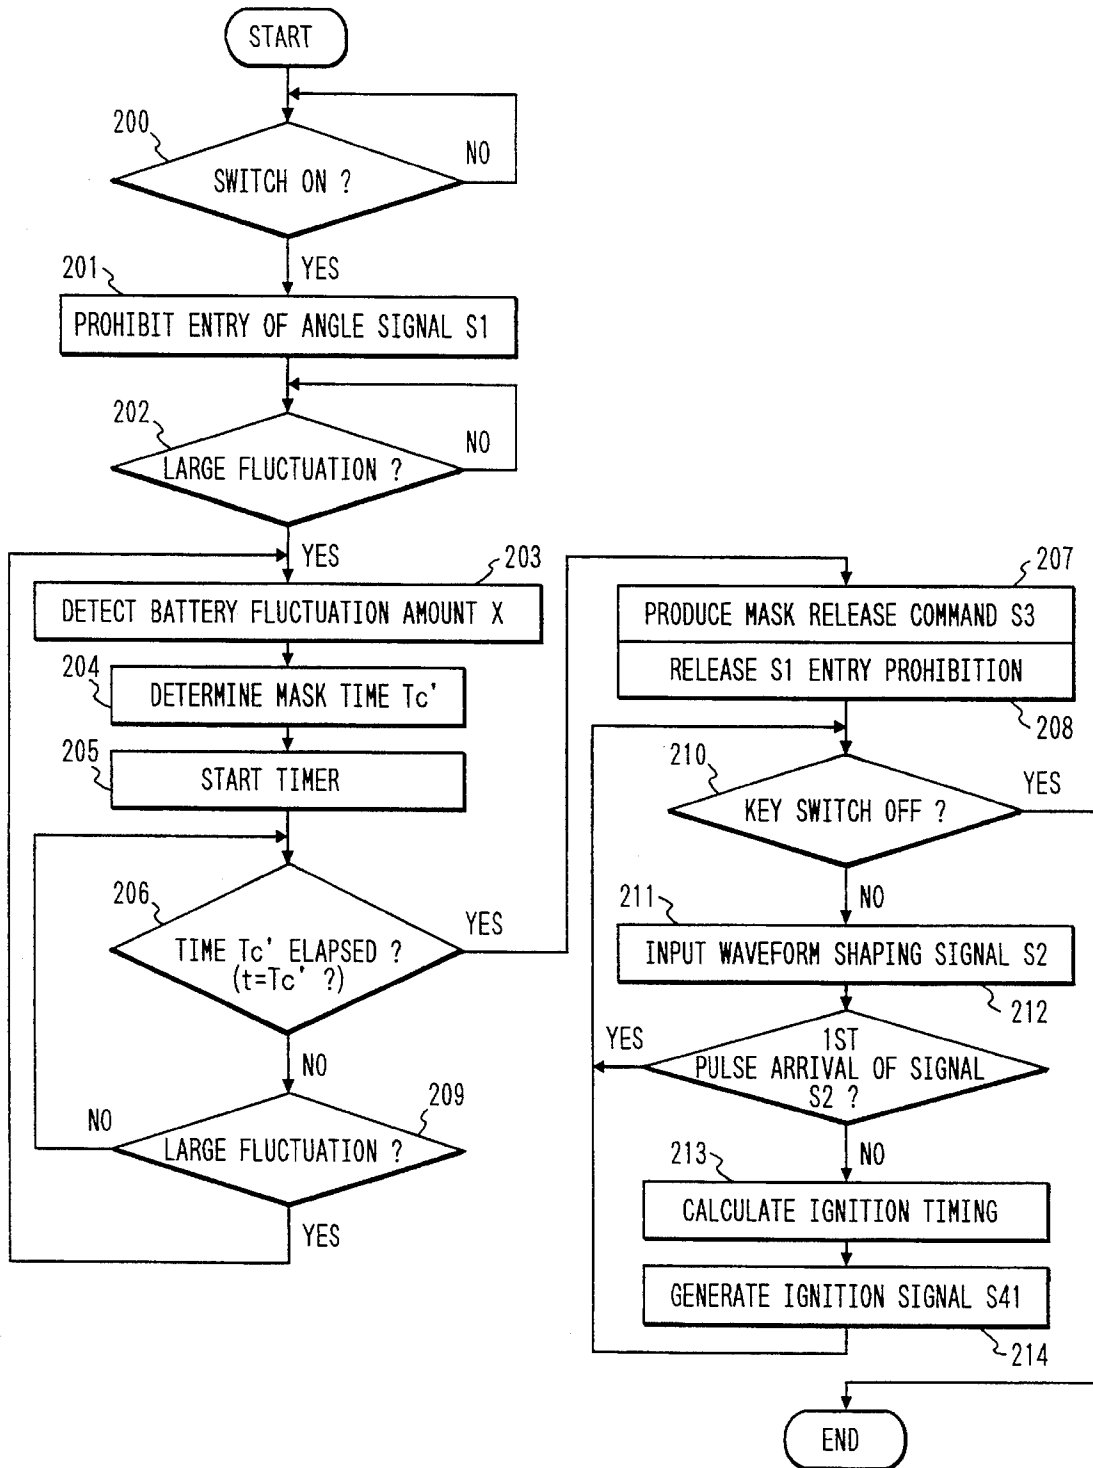 START
200
SWITCH ON ?
NO
YES
201
PROHIBIT ENTRY OF ANGLE SIGNAL S1
202
LARGE FLUCTUATION ?
NO
YES
203
DETECT BATTERY FLUCTUATION AMOUNT X
204
DETERMINE MASK TIME Tc'
205
START TIMER
206
TIME Tc' ELAPSED ?
(t=Tc' ?)
YES
NO
209
LARGE FLUCTUATION ?
NO
YES
207
PRODUCE MASK RELEASE COMMAND S3
RELEASE S1 ENTRY PROHIBITION
208
210
KEY SWITCH OFF ?
YES
NO
211
INPUT WAVEFORM SHAPING SIGNAL S2
212
1ST
PULSE ARRIVAL OF SIGNAL
S2 ?
YES
NO
213
CALCULATE IGNITION TIMING
GENERATE IGNITION SIGNAL S41
214
END